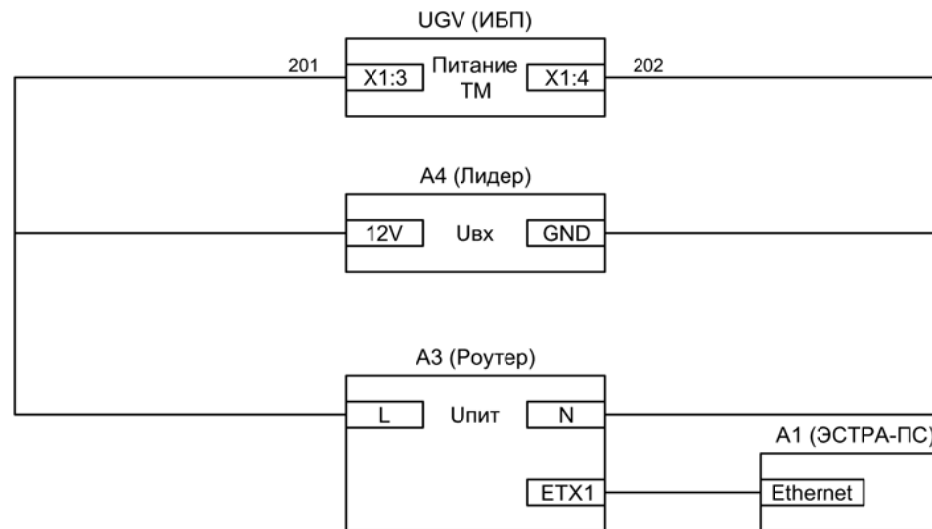 UGV (ИБП)
201 X1:3 Питание X1:4 202
ТМ
A4 (Лидер)
12V Uвх GND
A3 (Роутер)
L Uпит N
A1 (ЭСТРА-ПС)
ETX1 Ethernet